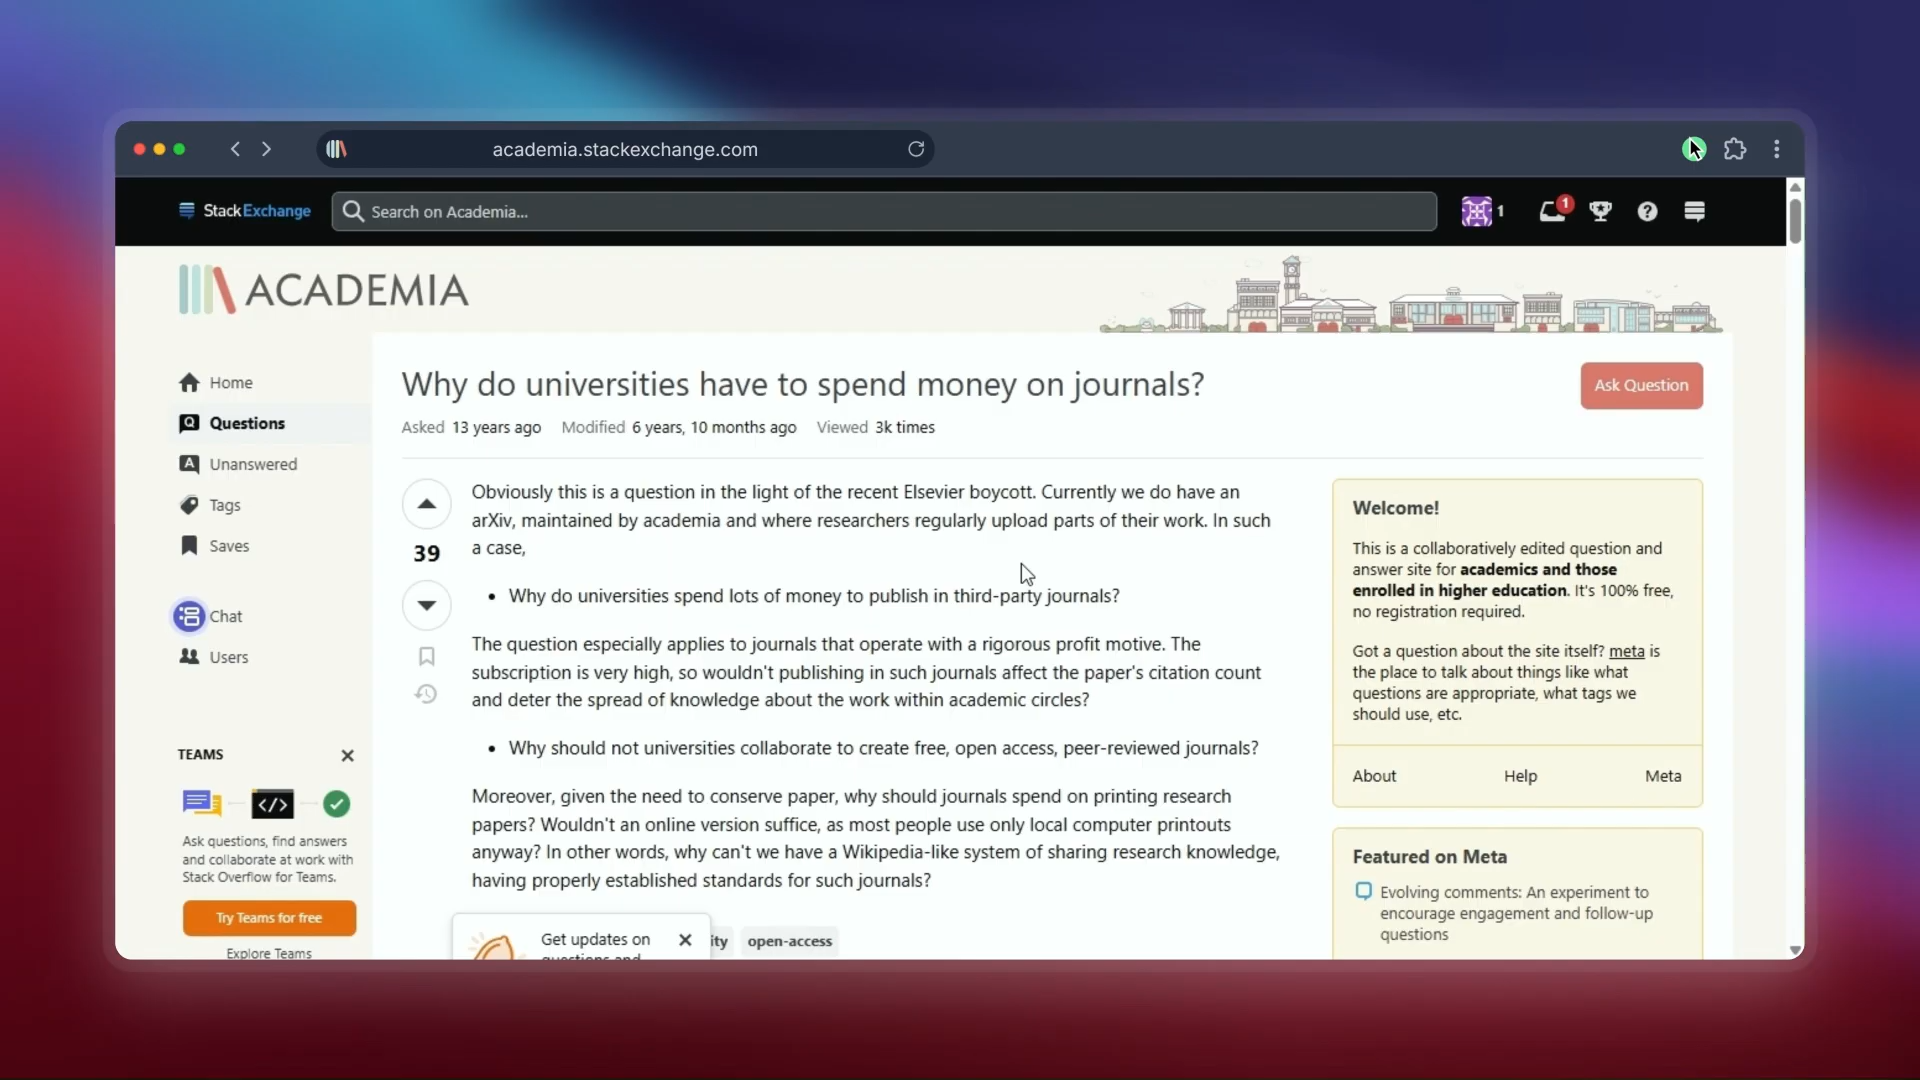 academia.stackexchange.com
StackExchange
Search on Academia...
1
1
ACADEMIA
Home
Questions
Unanswered
Tags
Saves
Chat
Users
TEAMS
Ask questions, find answers
and collaborate at work with
Stack Overflow for Teams.
Try Teams for free
Explore Teams
Why do universities have to spend money on journals?
Ask Question
Asked 13 years ago Modified 6 years, 10 months ago Viewed 3k times
39
Obviously this is a question in the light of the recent Elsevier boycott. Currently we do have an
arXiv, maintained by academia and where researchers regularly upload parts of their work. In such
a case,
• Why do universities spend lots of money to publish in third-party journals?
The question especially applies to journals that operate with a rigorous profit motive. The
subscription is very high, so wouldn't publishing in such journals affect the paper's citation count
and deter the spread of knowledge about the work within academic circles?
• Why should not universities collaborate to create free, open access, peer-reviewed journals?
Moreover, given the need to conserve paper, why should journals spend on printing research
papers? Wouldn't an online version suffice, as most people use only local computer printouts
anyway? In other words, why can't we have a Wikipedia-like system of sharing research knowledge,
having properly established standards for such journals?
Get updates on
ity
open-access
Welcome!
This is a collaboratively edited question and
answer site for academics and those
enrolled in higher education. It's 100% free,
no registration required.
Got a question about the site itself? meta is
the place to talk about things like what
questions are appropriate, what tags we
should use, etc.
About Help Meta
Featured on Meta
Evolving comments: An experiment to
encourage engagement and follow-up
questions